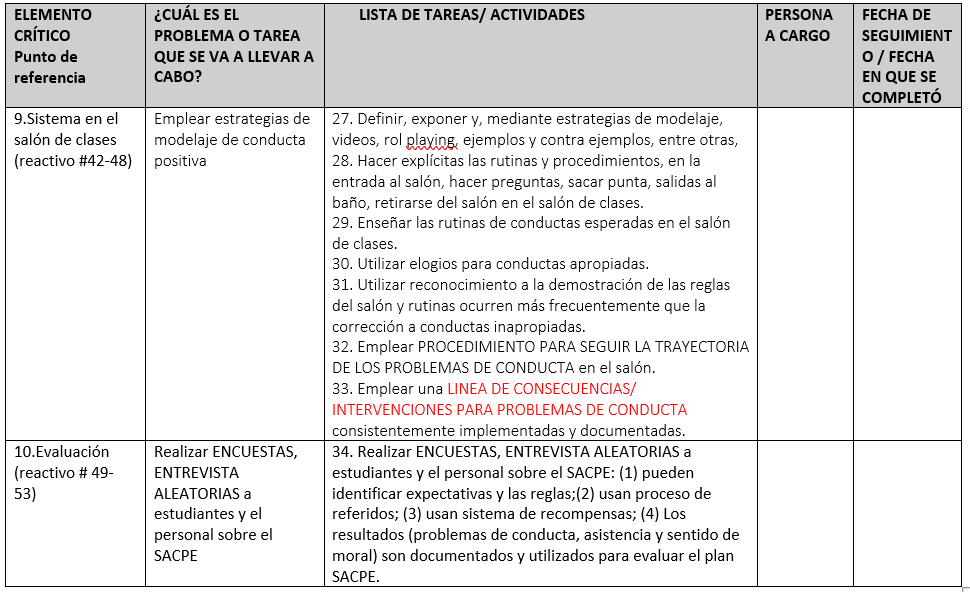 ELEMENTO
CRÍTICO
Punto de
referencia
¿CUÁL ES EL
PROBLEMA O TAREA
QUE SE VA A LLEVAR A
CABO?
LISTA DE TAREAS/ ACTIVIDADES
PERSONA
A CARGO
FECHA DE
SEGUIMIENT
O / FECHA
EN QUE SE
COMPLETÓ
9.Sistema en el
salón de clases
(reactivo #42-48)
Emplear estrategias de
modelaje de conducta
positiva
27. Definir, exponer y, mediante estrategias de modelaje,
videos, rol playing, ejemplos y contra ejemplos, entre otras,
28. Hacer explícitas las rutinas y procedimientos, en la
entrada al salón, hacer preguntas, sacar punta, salidas al
baño, retirarse del salón en el salón de clases.
29. Enseñar las rutinas de conductas esperadas en el salón
de clases.
30. Utilizar elogios para conductas apropiadas.
31. Utilizar reconocimiento a la demostración de las reglas
del salón y rutinas ocurren más frecuentemente que la
corrección a conductas inapropiadas.
32. Emplear PROCEDIMIENTO PARA SEGUIR LA TRAYECTORIA
DE LOS PROBLEMAS DE CONDUCTA en el salón.
33. Emplear una LINEA DE CONSECUENCIAS/
INTERVENCIONES PARA PROBLEMAS DE CONDUCTA
consistentemente implementadas y documentadas.
10.Evaluación
(reactivo # 49-
53)
Realizar ENCUESTAS,
ENTREVISTA
ALEATORIAS a
estudiantes y el
personal sobre el
SACPE
34. Realizar ENCUESTAS, ENTREVISTA ALEATORIAS a
estudiantes y el personal sobre el SACPE: (1) pueden
identificar expectativas y las reglas;(2) usan proceso de
referidos; (3) usan sistema de recompensas; (4) Los
resultados (problemas de conducta, asistencia y sentido de
moral) son documentados y utilizados para evaluar el plan
SACPE.